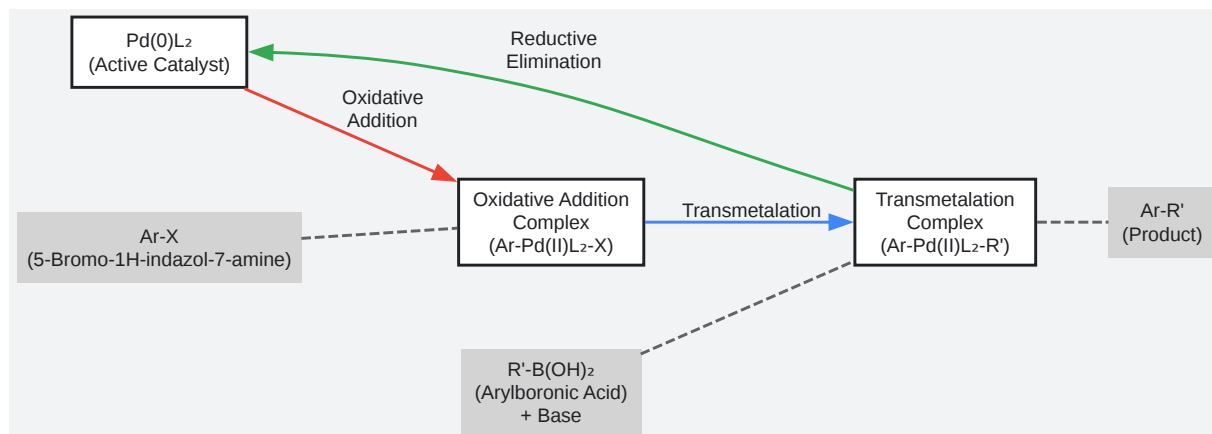 Pd(0)L₂
(Active Catalyst)
Reductive
Elimination
Oxidative
Addition
Oxidative Addition
Complex
(Ar-Pd(II)L₂-X)
Transmetalation
Transmetalation
Complex
(Ar-Pd(II)L₂-R')
Ar-R'
(Product)
Ar-X
(5-Bromo-1H-indazol-7-amine)
R'-B(OH)₂
(Arylboronic Acid)
+ Base